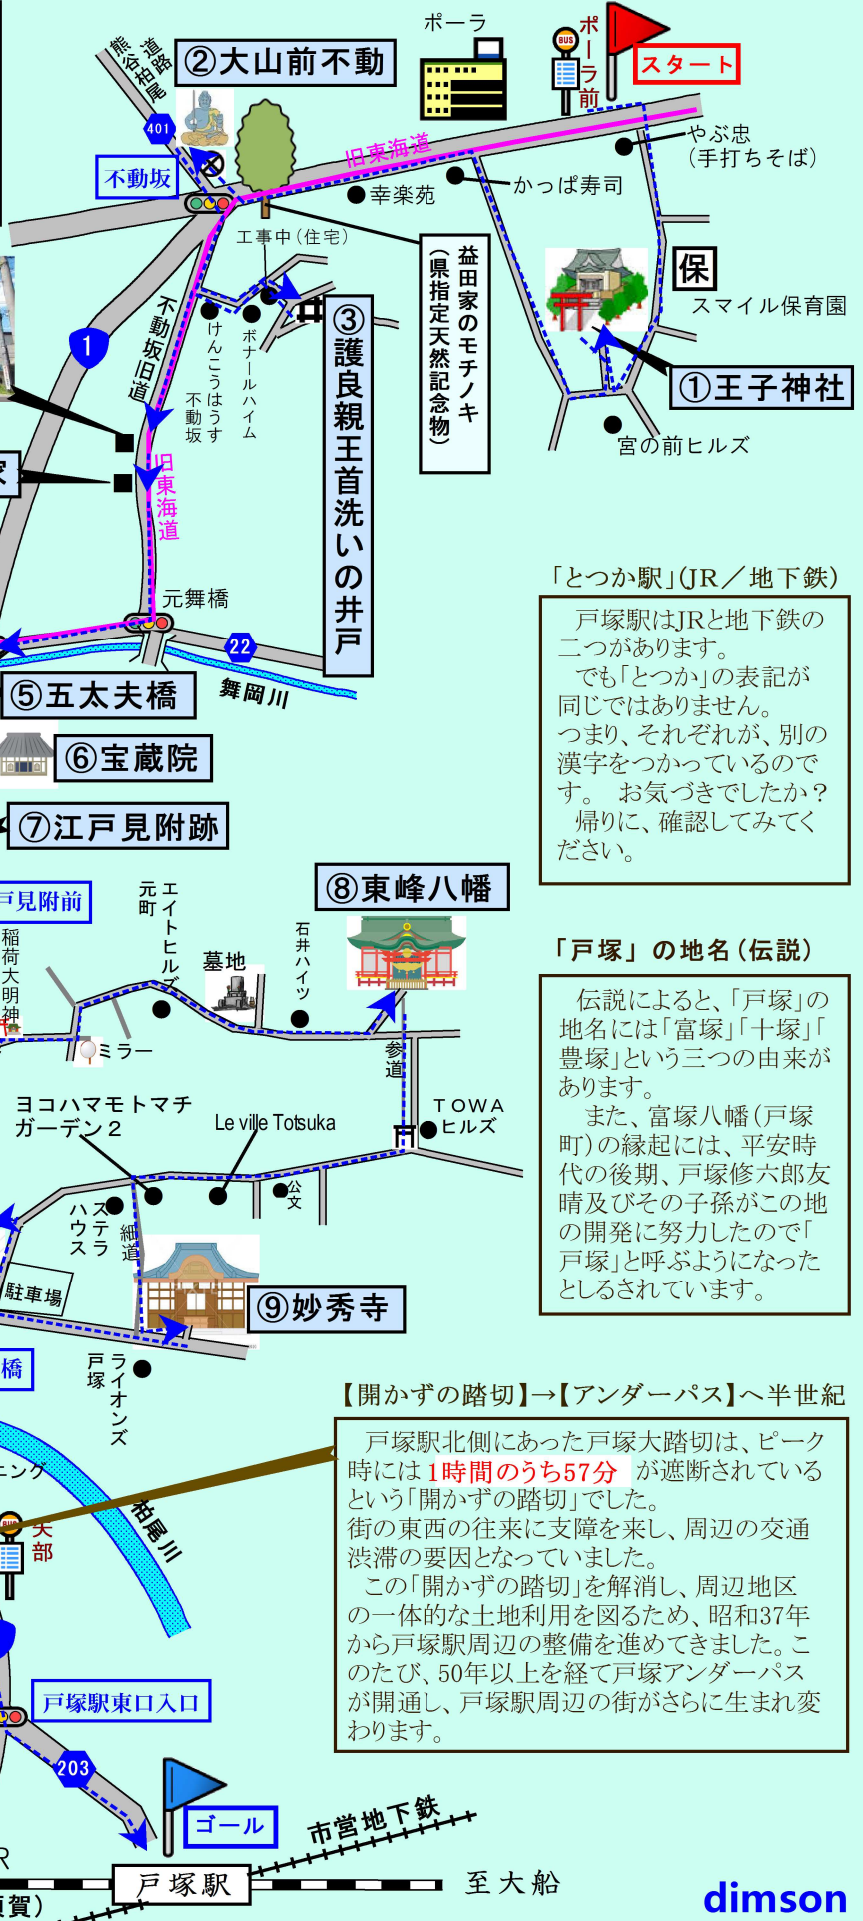 ポーラ
ポーラ前
BUS
スタート
熊谷柏尾
道路
②大山前不動
401
不動坂
旧東海道
やぶ忠
(手打ちそば)
かっぱ寿司
幸楽苑
工事中(住宅)
益田家のモチノキ
(県指定天然記念物)
保
スマイル保育園
①王子神社
宮の前ヒルズ
③護良親王首洗いの井戸
1
不動坂旧道
けんこうはうす
不動坂
ボナールハイム
旧東海道
元舞橋
22
舞岡川
⑤五太夫橋
⑥宝蔵院
⑦江戸見附跡
「とつか駅」(JR／地下鉄)
戸塚駅はJRと地下鉄の
二つがあります。
でも「とつか」の表記が
同じではありません。
つまり、それぞれが、別の
漢字をつかっているので
す。 お気づきでしたか？
帰りに、確認してみてく
ださい。
戸見附前
稲荷大明神
エイトヒルズ
元町
墓地
石井ハイツ
⑧東峰八幡
ミラー
参道
ヨコハマモトマチ
ガーデン２
Le ville Totsuka
ＴＯＷＡ
ヒルズ
公文
ステラ
ハウス
細道
駐車場
⑨妙秀寺
橋
ライオンズ
戸塚
「戸塚」の地名(伝説)
伝説によると、「戸塚」の
地名には「富塚」「十塚」「
豊塚」という三つの由来が
あります。
また、富塚八幡(戸塚
町)の縁起には、平安時
代の後期、戸塚修六郎友
晴及びその子孫がこの地
の開発に努力したので「
戸塚」と呼ぶようになった
としるされています。
【開かずの踏切】→【アンダーパス】へ半世紀
戸塚駅北側にあった戸塚大踏切は、ピーク
時には1時間のうち57分 が遮断されている
という「開かずの踏切」でした。
街の東西の往来に支障を来し、周辺の交通
渋滞の要因となっていました。
この「開かずの踏切」を解消し、周辺地区
の一体的な土地利用を図るため、昭和37年
から戸塚駅周辺の整備を進めてきました。こ
のたび、50年以上を経て戸塚アンダーパス
が開通し、戸塚駅周辺の街がさらに生まれ変
わります。
ニング
柏尾川
BUS
矢部
戸塚駅東口入口
203
ゴール
市営地下鉄
R
戸塚駅
至大船
須賀)
dimson